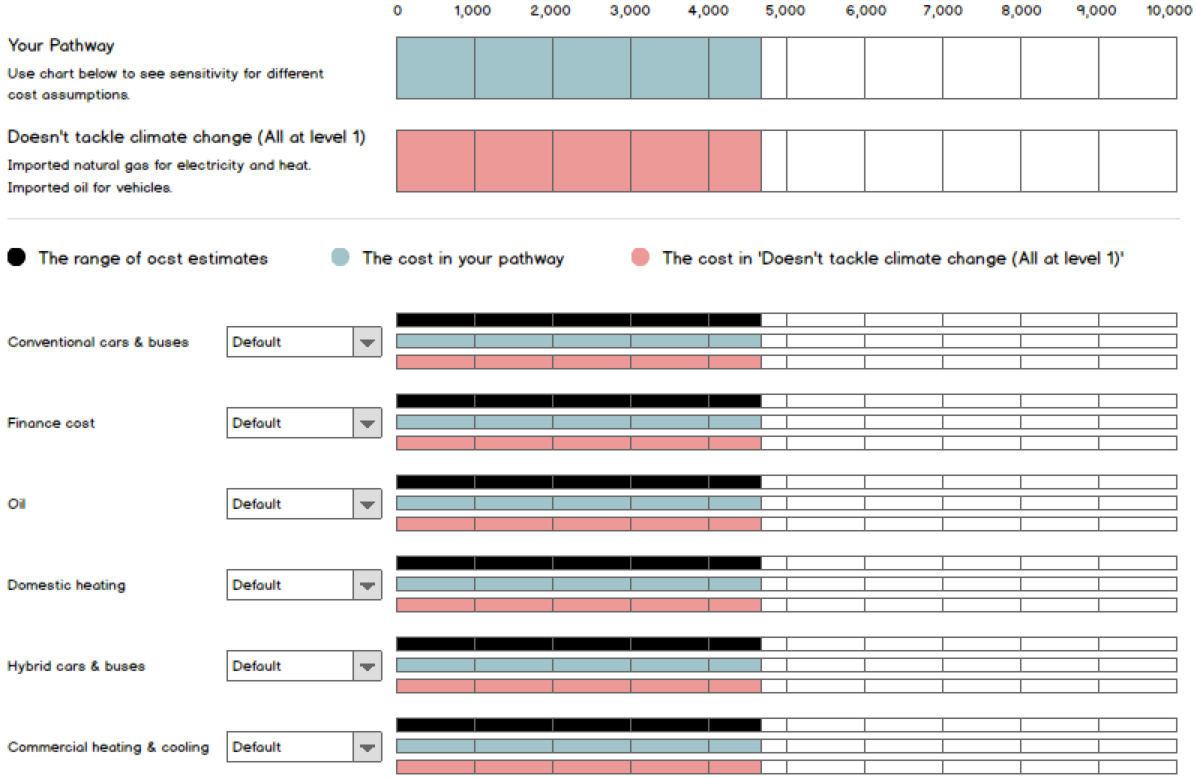 0 1,000 2,000 3,000 4,000 5,000 6,000 7,000 8,000 9,000 10,000
Your Pathway
Use chart below to see sensitivity for different
cost assumptions.
Doesn't tackle climate change (All at level 1)
Imported natural gas for electricity and heat.
Imported oil for vehicles.
The range of ocst estimates
The cost in your pathway
The cost in 'Doesn't tackle climate change (All at level 1)'
Conventional cars & buses Default
Finance cost Default
Oil Default
Domestic heating Default
Hybrid cars & buses Default
Commercial heating & cooling Default